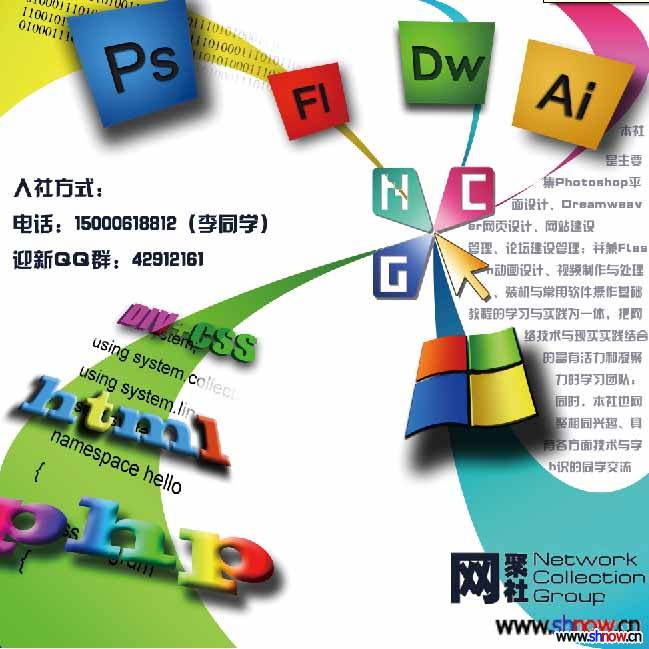 Ps
Fl
Dw
Ai
N
C
G
入社方式:
电话:15000618812(李同学)
迎新QQ群:42912161
本社
是主要
集Photoshop平
面设计、Dreamweav
er网页设计、网站建设
管理、论坛建设管理;并兼Flas
h动画设计、视频制作与处理
、装机与常用软件操作基础
教程的学习与实践为一体,把网
络技术与现实实践结合
的富有活力和凝聚
力的学习团队;
同时,本社也网
聚相同兴趣、具
有各方面技术与学
识的同学交流
DIV+CSS
system;
using system.collect
using system.lin
html
namespace hello
{
php
{
网聚社
Network
Collection
Group
www.shnow.cn
www.shnow.cn